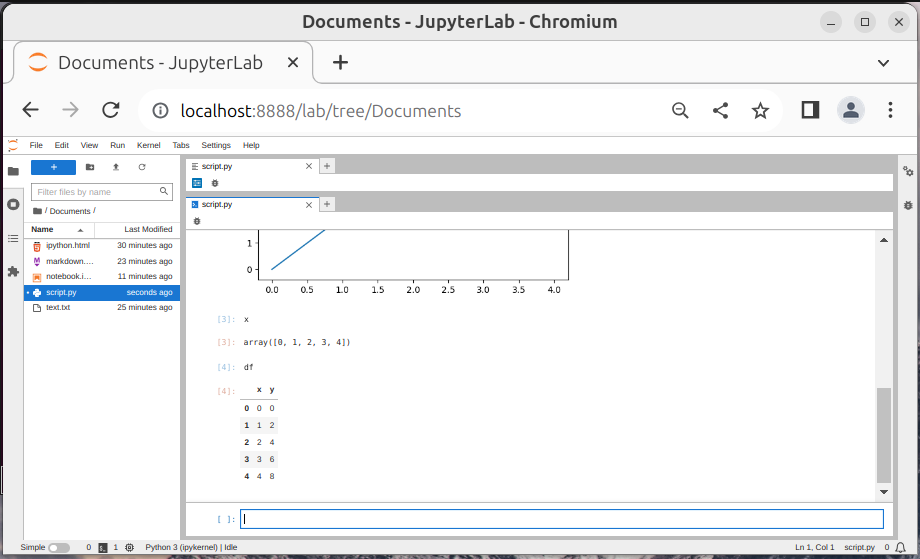 Documents - JupyterLab - Chromium
Documents - JupyterLab
localhost:8888/lab/tree/Documents
File Edit View Run Kernel Tabs Settings Help
script.py
Filter files by name
/ Documents /
Name Last Modified
ipython.html 30 minutes ago
markdown.... 23 minutes ago
notebook.i... 11 minutes ago
script.py seconds ago
text.txt 25 minutes ago
script.py
1
0
0.0 0.5 1.0 1.5 2.0 2.5 3.0 3.5 4.0
[3]: x
[3]: array([0, 1, 2, 3, 4])
[4]: df
[4]: x y
0 0 0
1 1 2
2 2 4
3 3 6
4 4 8
[ ]:
Simple 0 1 Python 3 (ipykernel) | Idle Ln 1, Col 1 script.py 0